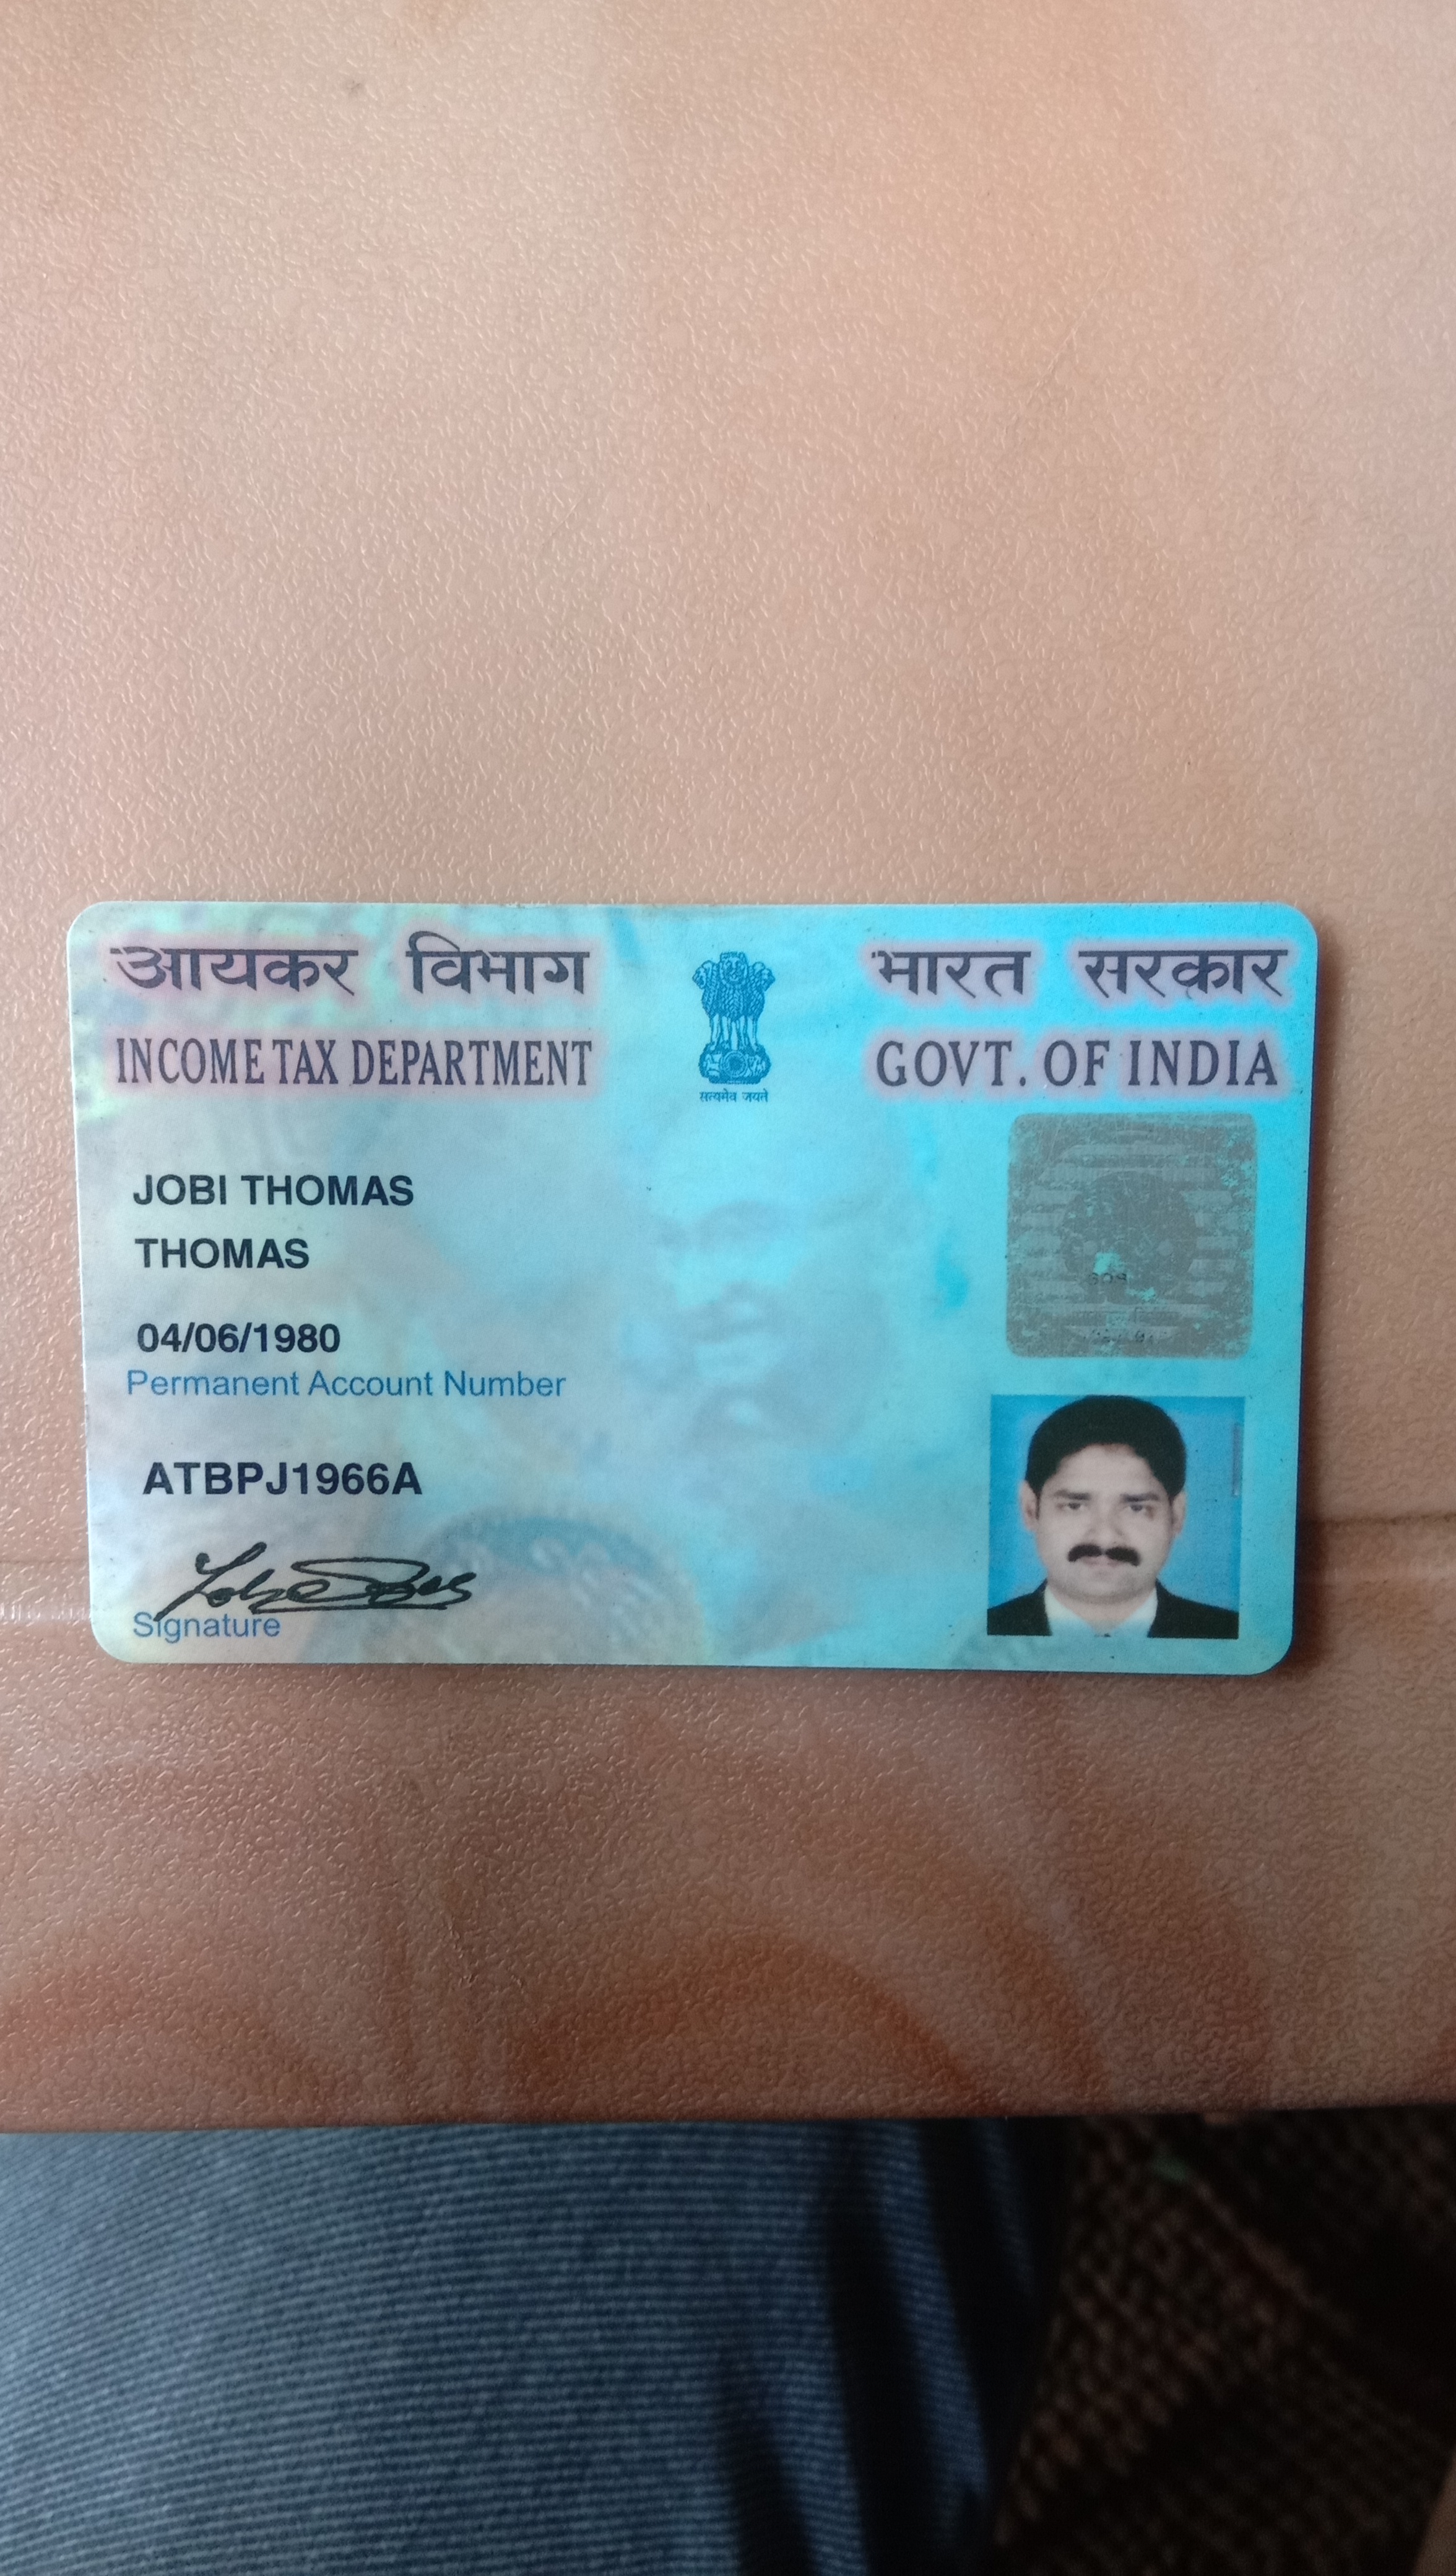 आयकर विभाग
INCOME TAX DEPARTMENT
सत्यमेव जयते
भारत सरकार
GOVT. OF INDIA
JOBI THOMAS
THOMAS
04/06/1980
Permanent Account Number
ATBPJ1966A
Signature